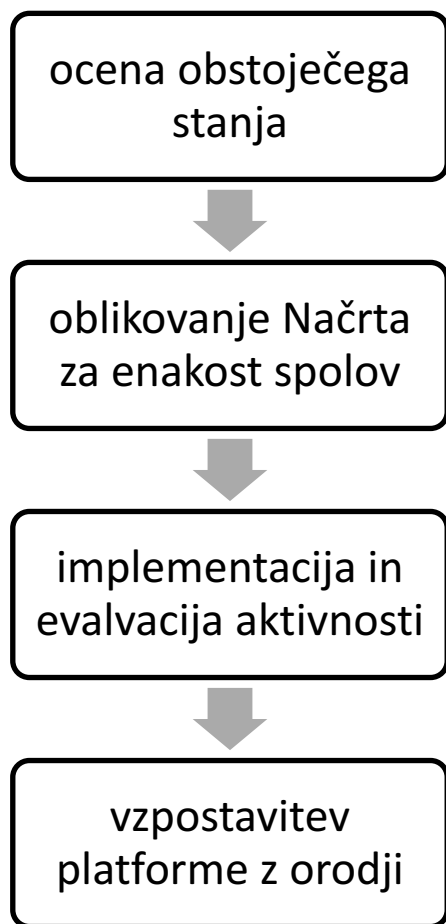 ocena obstoječega
stanja
oblikovanje Načrta
za enakost spolov
implementacija in
evalvacija aktivnosti
vzpostavitev
platforme z orodji